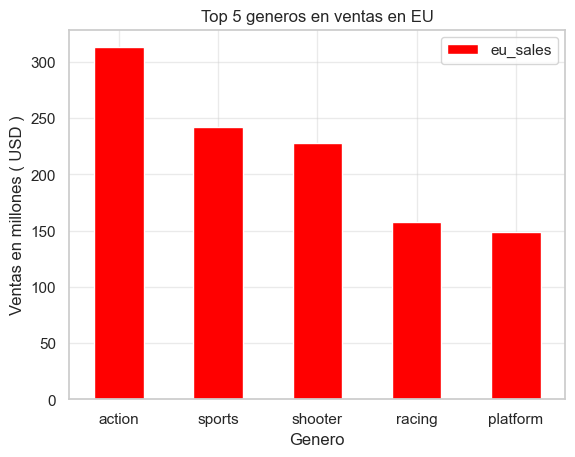 Top 5 generos en ventas en EU
eu_sales
Ventas en millones ( USD )
300
250
200
150
100
50
0
action sports shooter racing platform
Genero